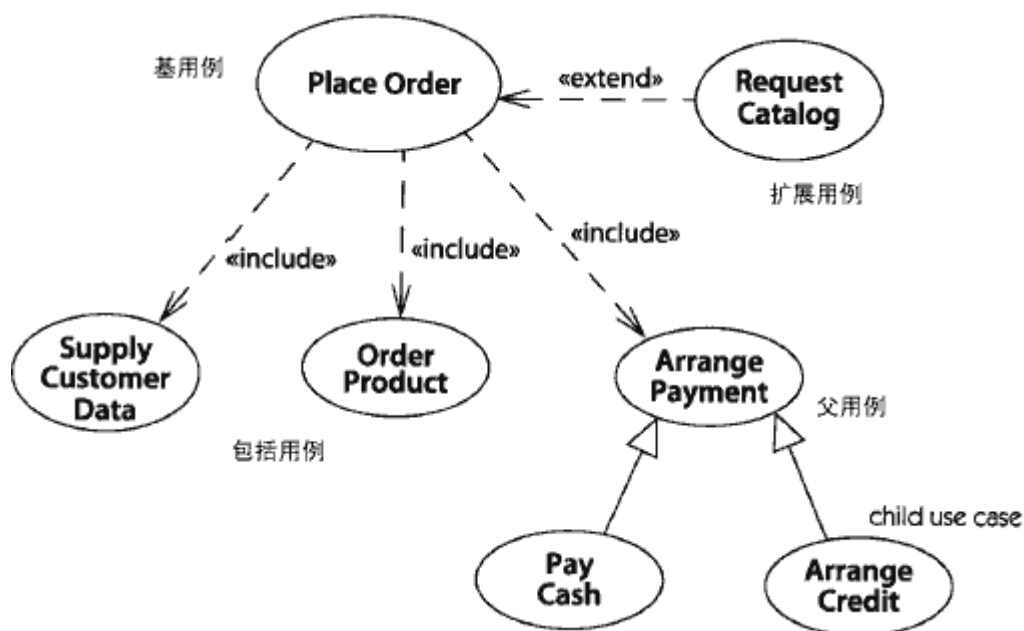 基用例
Place Order
«extend»
Request
Catalog
扩展用例
«include»
«include»
«include»
Supply
Customer
Data
Order
Product
Arrange
Payment
父用例
包括用例
child use case
Pay
Cash
Arrange
Credit